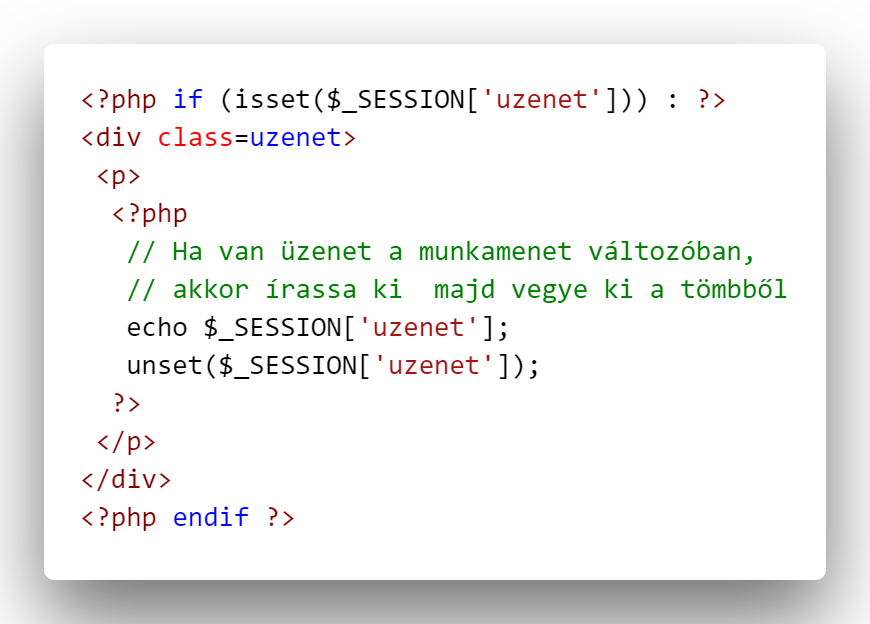 <?php if (isset($_SESSION['uzenet'])) : ?>
<div class=uzenet>
<p>
<?php
// Ha van üzenet a munkamenet változóban,
// akkor írassa ki  majd vegye ki a tömbből
echo $_SESSION['uzenet'];
unset($_SESSION['uzenet']);
?>
</p>
</div>
<?php endif ?>